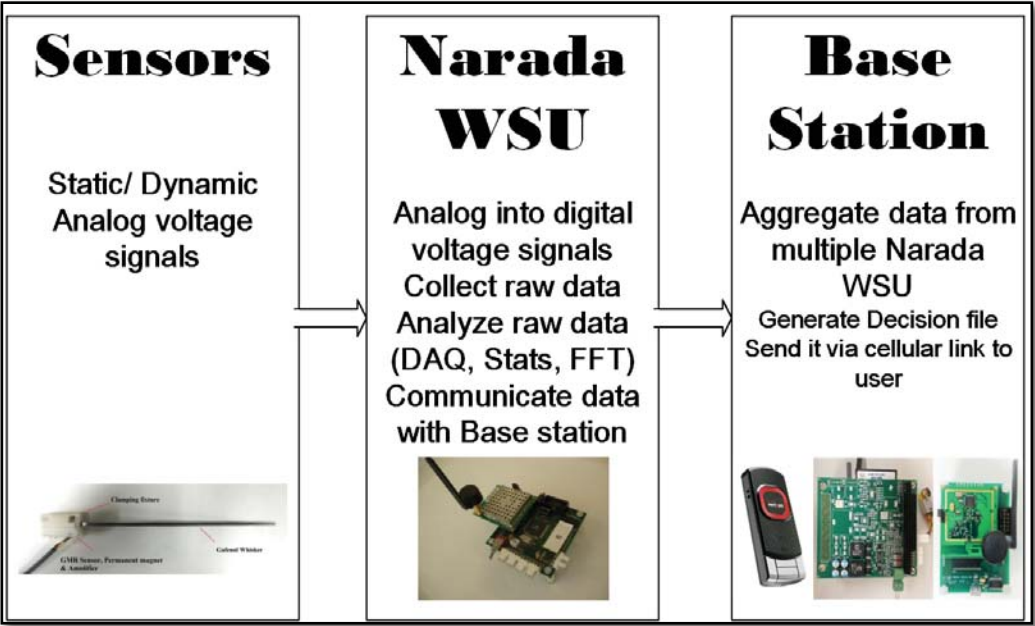 Sensors
Static/ Dynamic
Analog voltage
signals
Clamping fixture
Galfenol Whisker
GMR Sensor, Permanent magnet
& Amplifier
Narada
WSU
Analog into digital
voltage signals
Collect raw data
Analyze raw data
(DAQ, Stats, FFT)
Communicate data
with Base station
Base
Station
Aggregate data from
multiple Narada
WSU
Generate Decision file
Send it via cellular link to
user